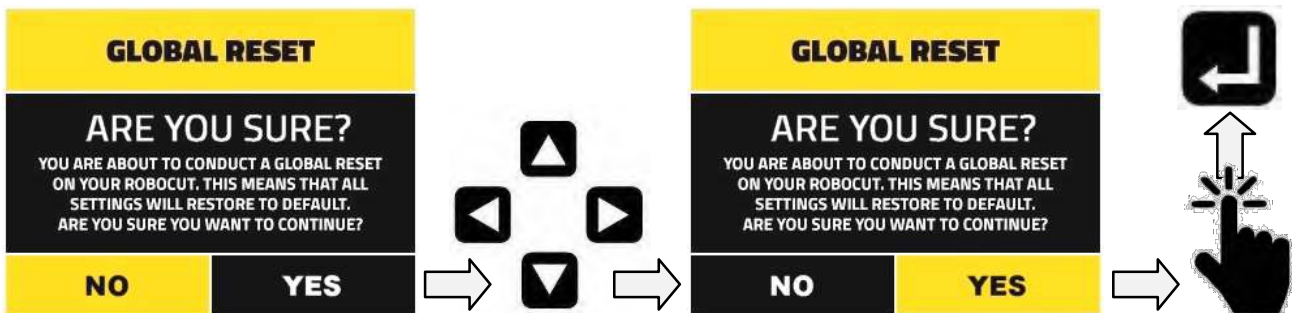 GLOBAL RESET
ARE YOU SURE?
YOU ARE ABOUT TO CONDUCT A GLOBAL RESET
ON YOUR ROBOCUT. THIS MEANS THAT ALL
SETTINGS WILL RESTORE TO DEFAULT.
ARE YOU SURE YOU WANT TO CONTINUE?
NO YES
GLOBAL RESET
ARE YOU SURE?
YOU ARE ABOUT TO CONDUCT A GLOBAL RESET
ON YOUR ROBOCUT. THIS MEANS THAT ALL
SETTINGS WILL RESTORE TO DEFAULT.
ARE YOU SURE YOU WANT TO CONTINUE?
NO YES